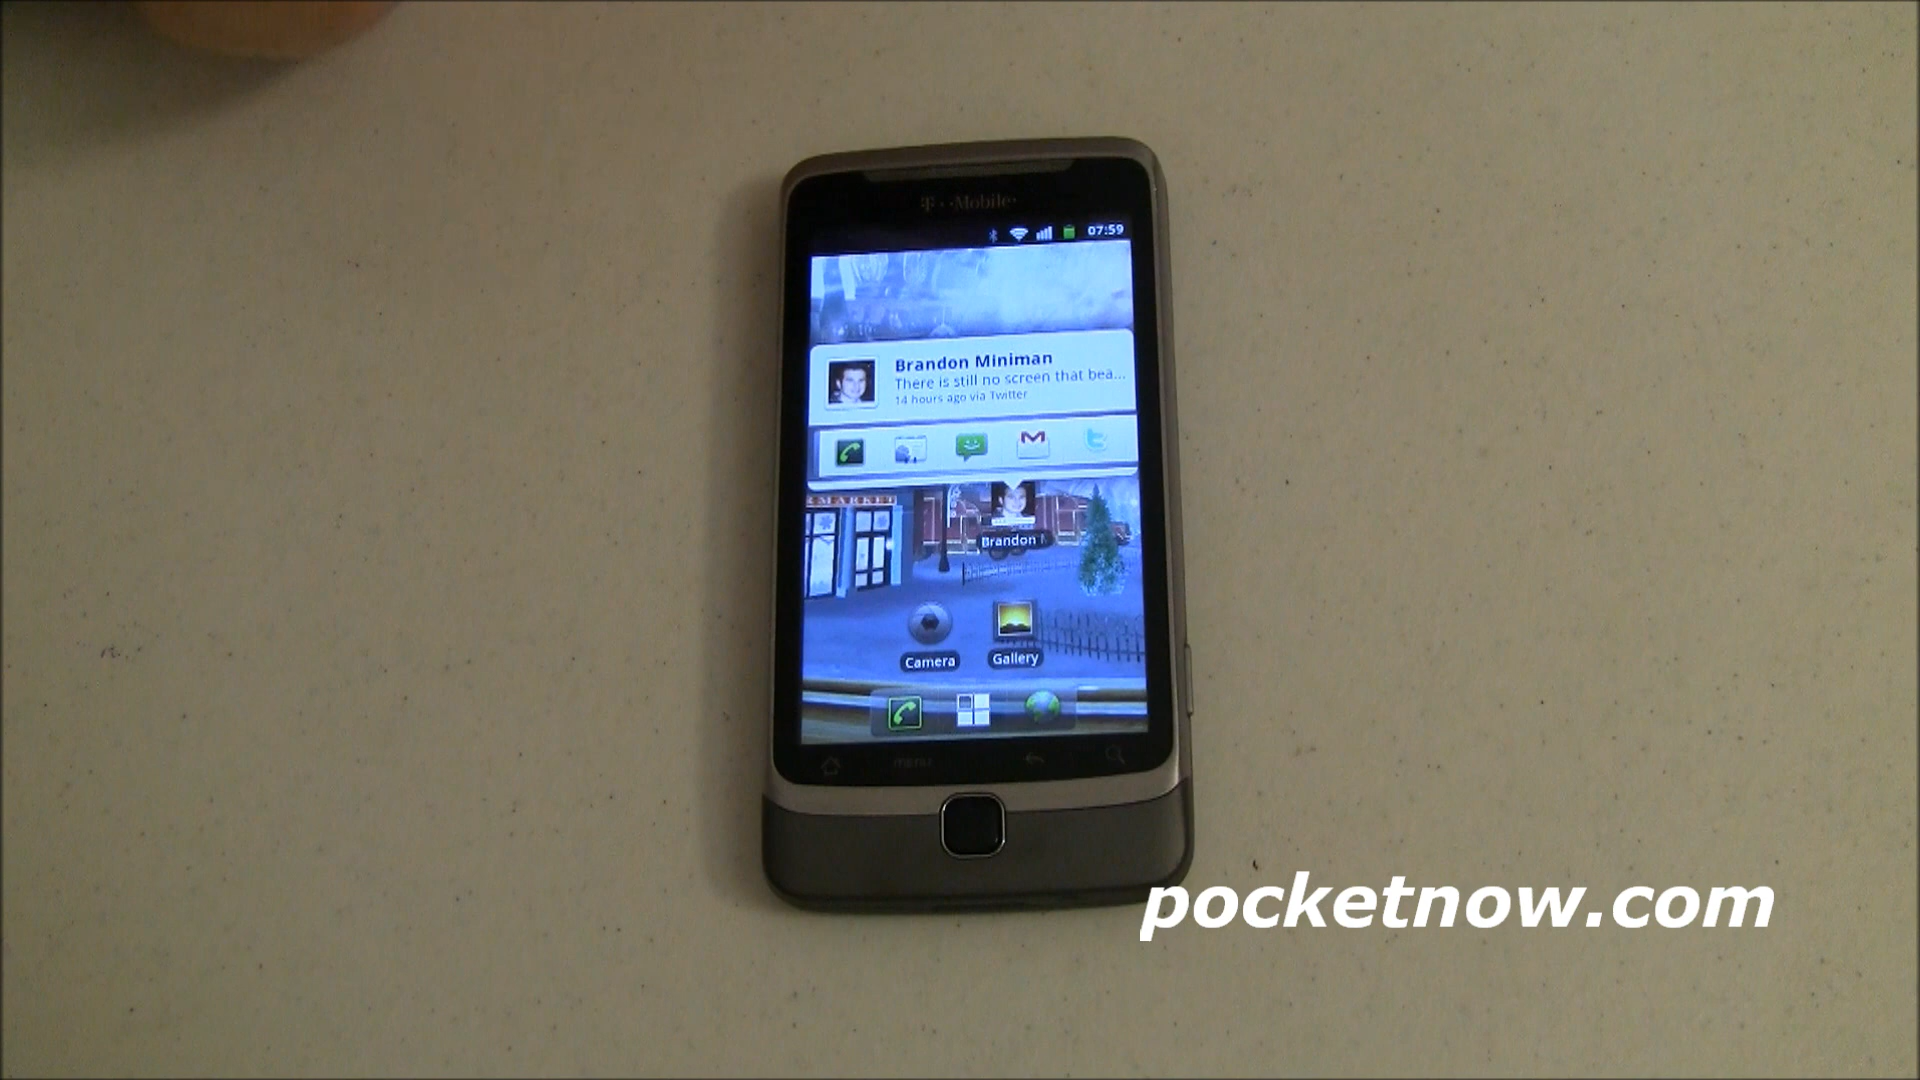 T··Mobile·
07:59
Brandon Miniman
There is still no screen that bea...
14 hours ago via Twitter
MARKET
Brandon
Camera
Gallery
MENU
pocketnow.com